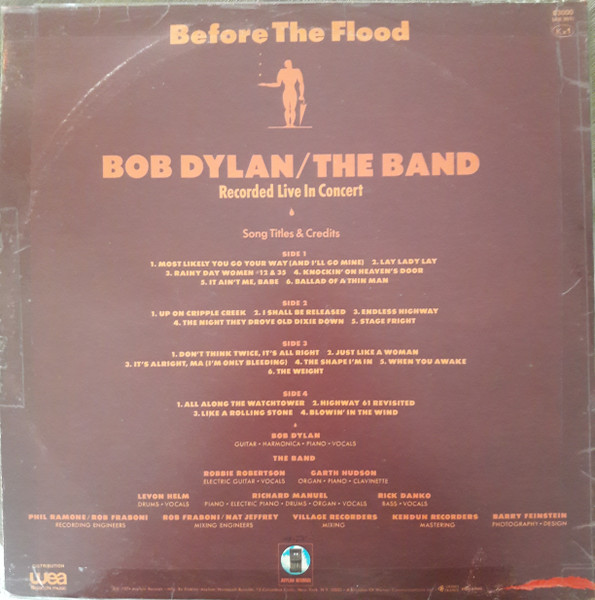 Before The Flood
BOB DYLAN/THE BAND
Recorded Live In Concert
Song Titles & Credits
SIDE 1
1. MOST LIKELY YOU GO YOUR WAY (AND I'LL GO MINE) 2. LAY LADY LAY
3. RAINY DAY WOMEN #12 & 35 4. KNOCKIN' ON HEAVEN'S DOOR
5. IT AIN'T ME, BABE 6. BALLAD OF A THIN MAN
SIDE 2
1. UP ON CRIPPLE CREEK 2. I SHALL BE RELEASED 3. ENDLESS HIGHWAY
4. THE NIGHT THEY DROVE OLD DIXIE DOWN 5. STAGE FRIGHT
SIDE 3
1. DON'T THINK TWICE, IT'S ALL RIGHT 2. JUST LIKE A WOMAN
3. IT'S ALRIGHT, MA (I'M ONLY BLEEDING) 4. THE SHAPE I'M IN 5. WHEN YOU AWAKE
6. THE WEIGHT
SIDE 4
1. ALL ALONG THE WATCHTOWER 2. HIGHWAY 61 REVISITED
3. LIKE A ROLLING STONE 4. BLOWIN' IN THE WIND
BOB DYLAN
GUITAR • HARMONICA • PIANO • VOCALS
THE BAND
ROBBIE ROBERTSON GARTH HUDSON
ELECTRIC GUITAR • VOCALS ORGAN • PIANO • CLAVINETTE
LEVON HELM RICHARD MANUEL RICK DANKO
DRUMS • VOCALS PIANO • ELECTRIC PIANO • DRUMS • ORGAN • VOCALS BASS • VOCALS
PHIL RAMONE/ROB FRABONI ROB FRABONI/NAT JEFFREY VILLAGE RECORDERS KENDUN RECORDERS BARRY FEINSTEIN
RECORDING ENGINEERS MIXING ENGINEERS MIXING MASTERING PHOTOGRAPHY • DESIGN
ASYLUM RECORDS
DISTRIBUTION
wea